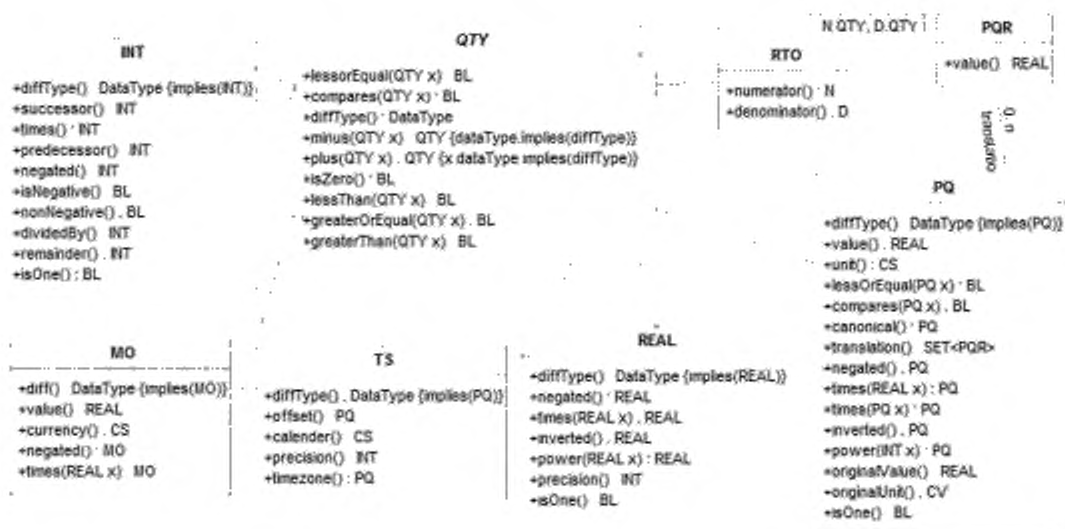 INT
+diffType() DataType {implies(INT)}
+successor() INT
+times() : INT
+predecessor() INT
+negated() INT
+isNegative() BL
+nonNegative() . BL
+dividedBy() INT
+remainder() . INT
+isOne() : BL
QTY
+lessorEqual(QTY x) BL
+compares(QTY x) : BL
+diffType() : DataType
+minus(QTY x) QTY {dataType.implies(diffType)}
+plus(QTY x) . QTY {x dataType implies(diffType)}
+isZero() : BL
+lessThan(QTY x) BL
+greaterOrEqual(QTY x) . BL
+greaterThan(QTY x) BL
N.QTY, D.QTY
RTO
+numerator() : N
+denominator() . D
PQR
+value() REAL
0..n
translatio
PQ
+diffType() DataType {implies(PQ)}
+value() . REAL
+unit() : CS
+lessOrEqual(PQ x) : BL
+compares(PQ x) . BL
+canonical() : PQ
+translation() SET<PQR>
+negated() . PQ
+times(REAL x) : PQ
+times(PQ x) : PQ
+inverted() . PQ
+power(INT x) : PQ
+originalValue() REAL
+originalUnit() . CV
+isOne() BL
MO
+diff() DataType {implies(MO)}
+value() REAL
+currency() . CS
+negated() : MO
+times(REAL x) MO
TS
+diffType() . DataType {implies(PQ)}
+offset() PQ
+calender() CS
+precision() INT
+timezone() : PQ
REAL
+diffType() DataType {implies(REAL)}
+negated() : REAL
+times(REAL x) . REAL
+inverted() . REAL
+power(REAL x) : REAL
+precision() INT
+isOne() BL